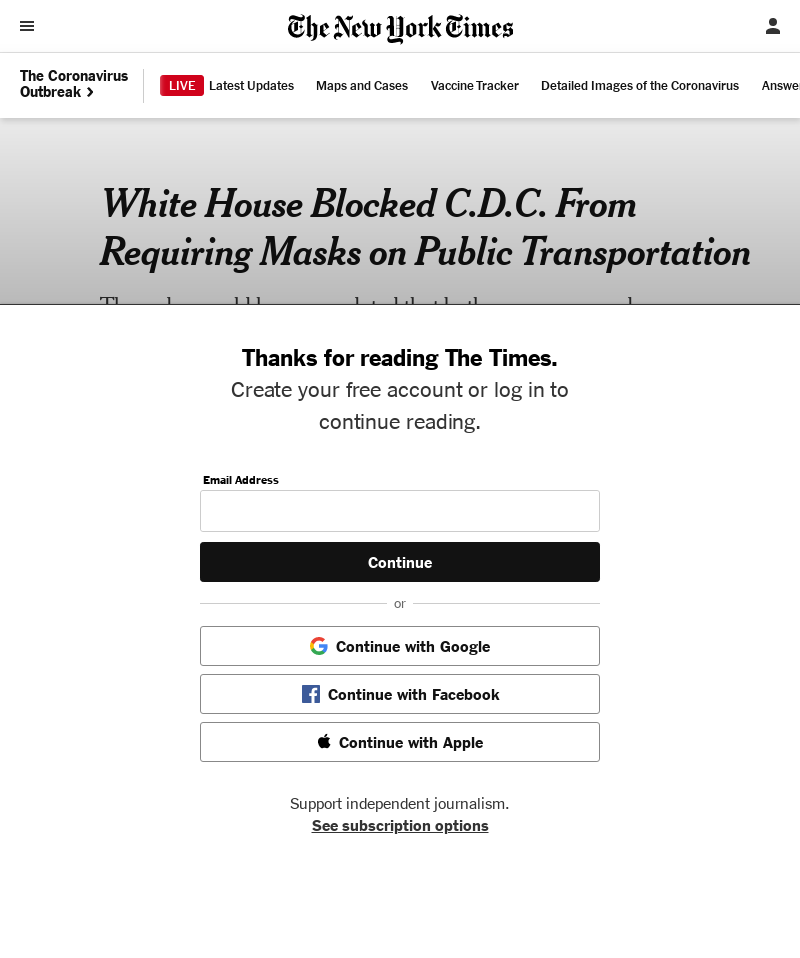 The New York Times
The Coronavirus
Outbreak
LIVE Latest Updates Maps and Cases Vaccine Tracker Detailed Images of the Coronavirus
White House Blocked C.D.C. From
Requiring Masks on Public Transportation
Thanks for reading The Times.
Create your free account or log in to
continue reading.
Email Address
Continue
or
Continue with Google
Continue with Facebook
Continue with Apple
Support independent journalism.
See subscription options